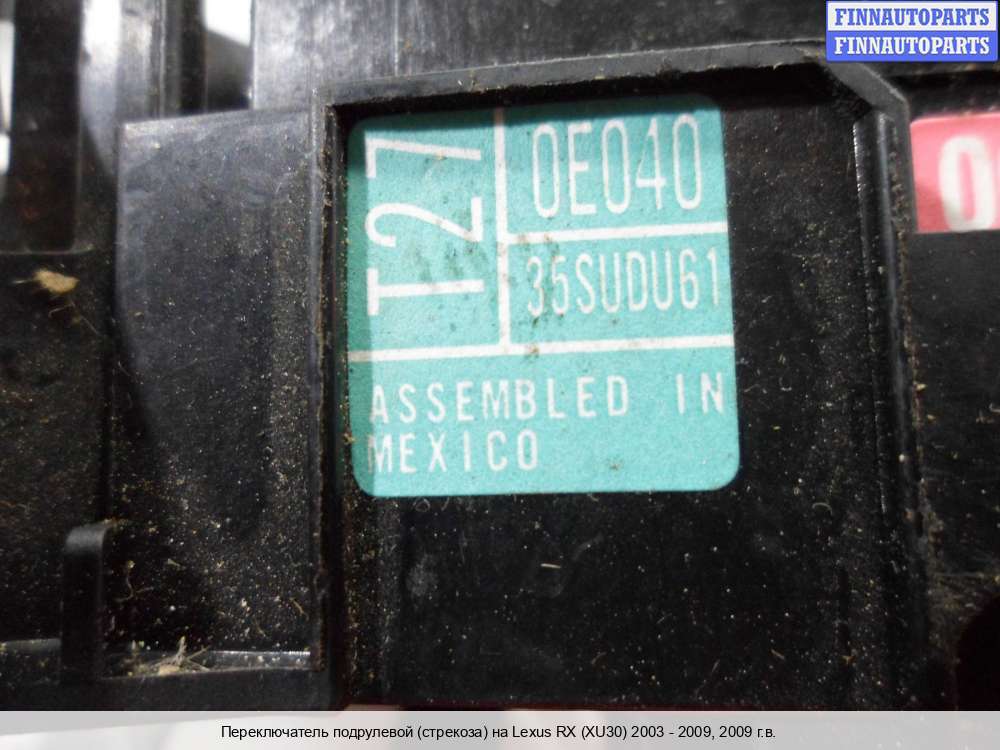 FINNAUTOPARTS
FINNAUTOPARTS
T27
0E040
35SUDU61
ASSEMBLED IN
MEXICO
Переключатель подрулевой (стрекоза) на Lexus RX (XU30) 2003 - 2009, 2009 г.в.